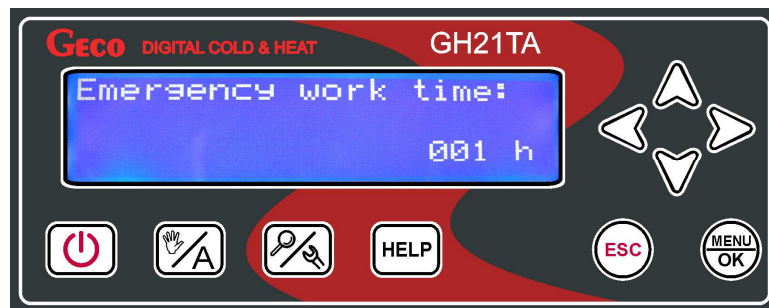 GECO DIGITAL COLD & HEAT
GH21TA
Emergency work time:
001 h
A
HELP
ESC
MENU
OK